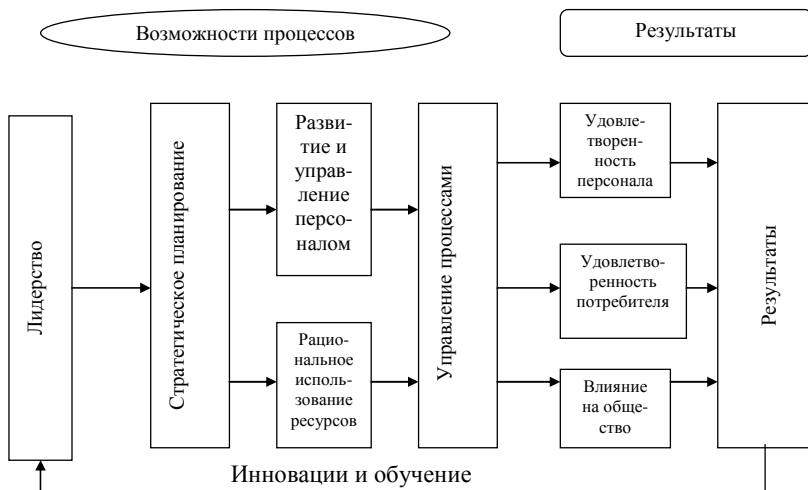 Возможности процессов
Результаты
Лидерство
Стратегическое планирование
Разви-
тие и
управ-
ление
персо-
налом
Рацио-
нальное
исполь-
зование
ресурсов
Управление процессами
Удовле-
творен-
ность
персонала
Удовлетво-
ренность
потребителя
Влияние
на обще-
ство
Результаты
Инновации и обучение